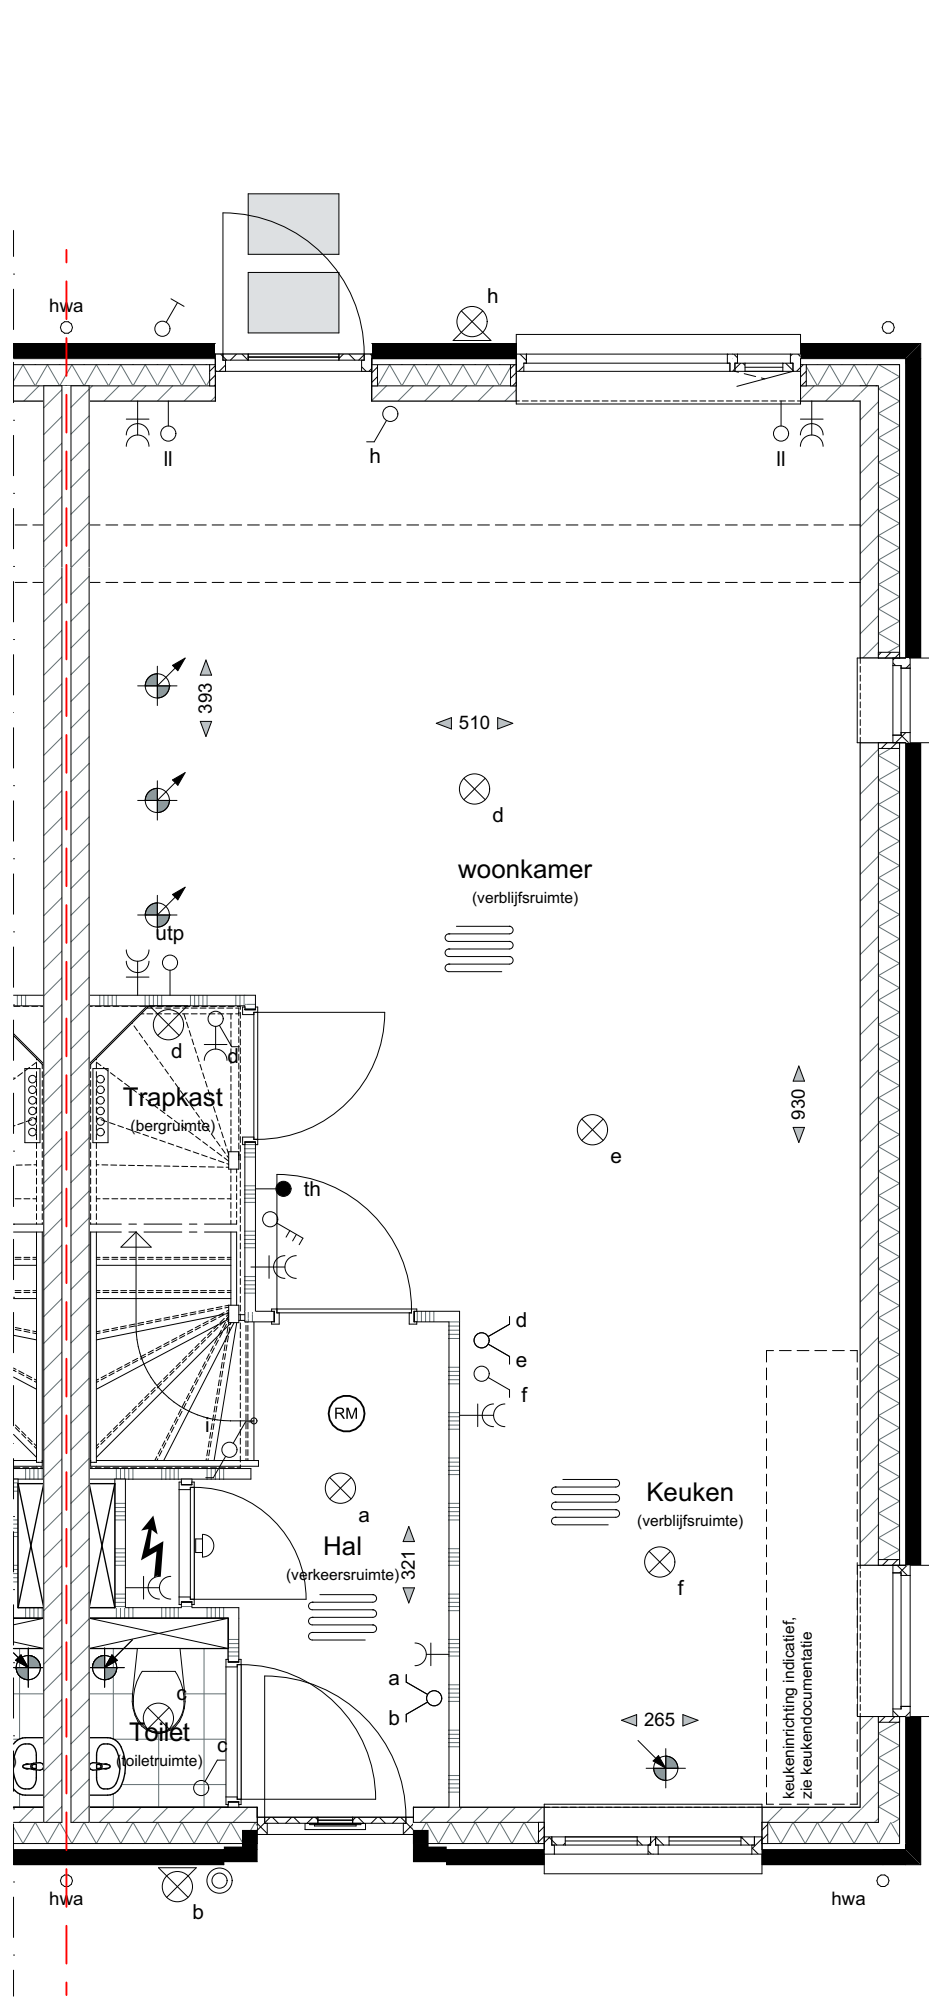 h
hwa
ll
h
ll
393
510
d
woonkamer
(verblijfsruimte)
utp
d
d
Trapkast
(bergruimte)
930
e
th
d
e
f
RM
i
a
Keuken
(verblijfsruimte)
Hal
(verkeersruimte)
321
f
keukeninrichting indicatief,
zie keukendocumentatie
a
b
c
Toilet
(toiletruimte)
c
265
hwa
b
hwa